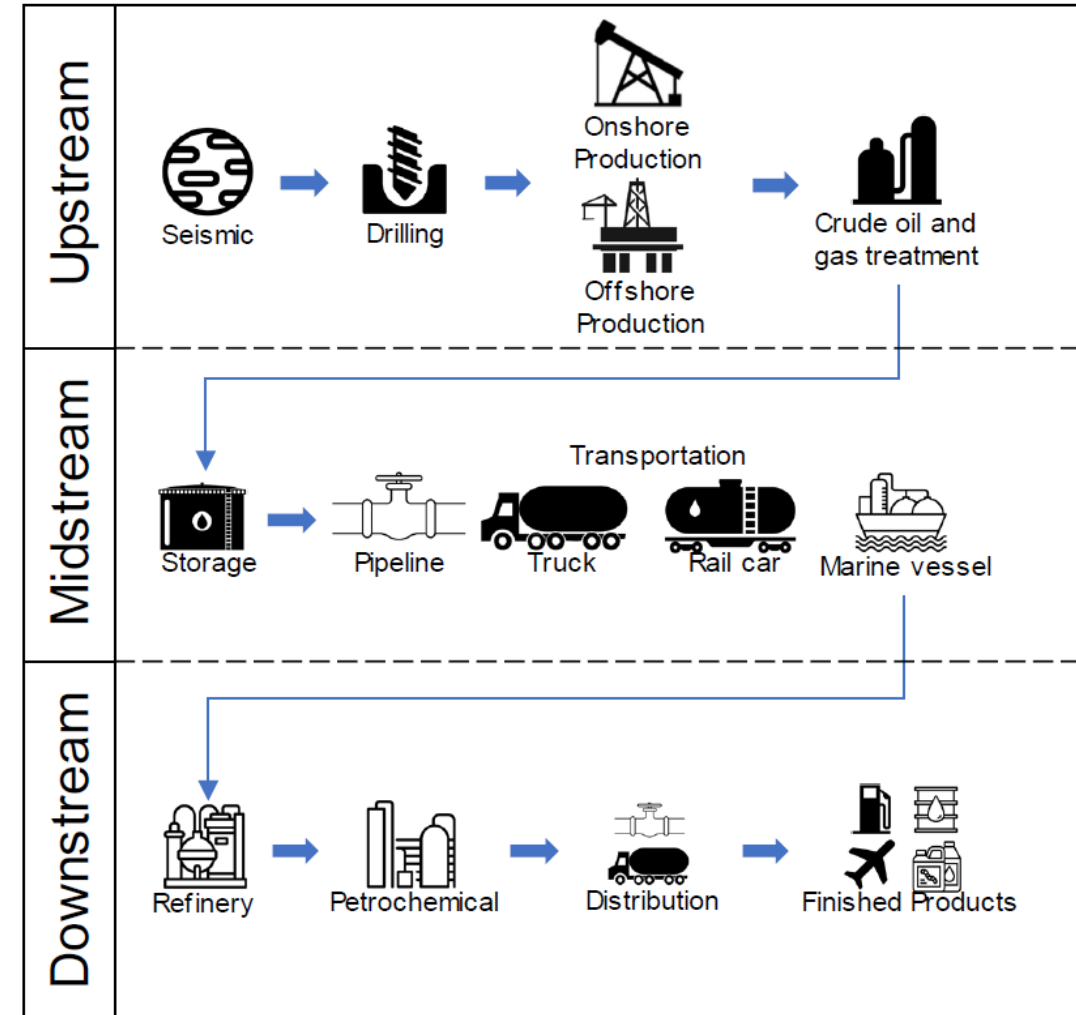 Upstream
Onshore
Production
Seismic
Drilling
Offshore
Production
Crude oil and
gas treatment
Midstream
Transportation
Storage
Pipeline
Truck
Rail car
Marine vessel
Downstream
Refinery
Petrochemical
Distribution
Finished Products